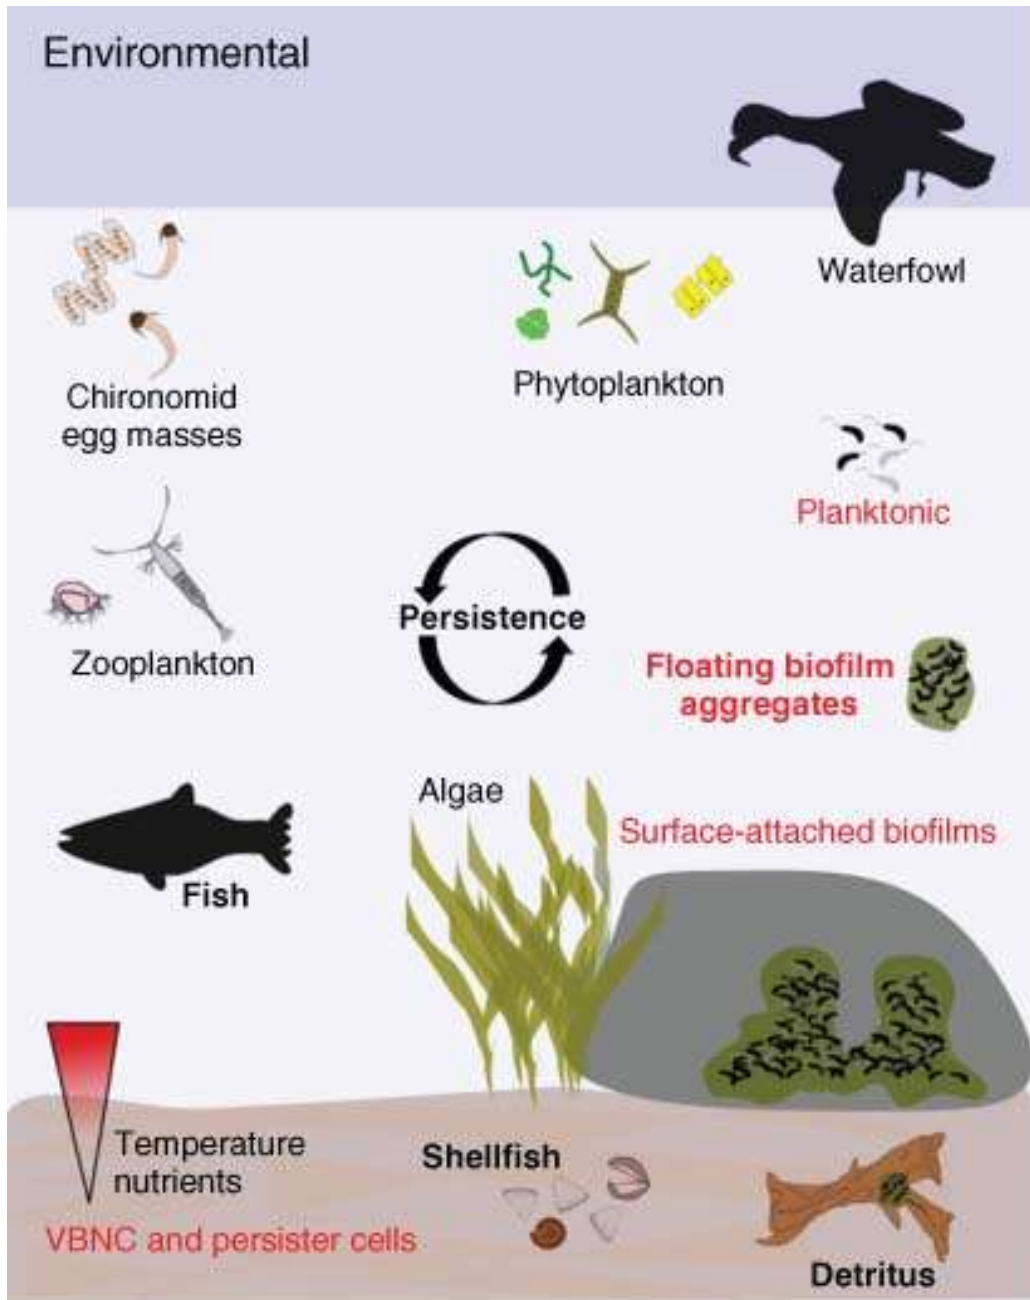 Environmental
Waterfowl
Chironomid
egg masses
Phytoplankton
Planktonic
Zooplankton
Persistence
Floating biofilm
aggregates
Algae
Surface-attached biofilms
Fish
Temperature
nutrients
VBNC and persister cells
Shellfish
Detritus